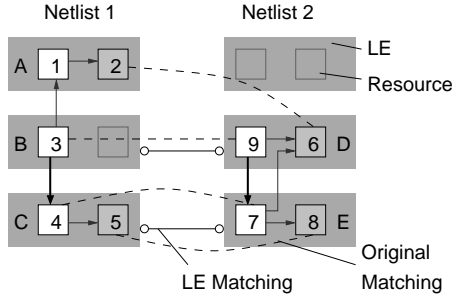 Netlist 1 Netlist 2
A 1 2 LE
Resource
B 3 9 6 D
C 4 5 7 8 E
LE Matching
Original
Matching